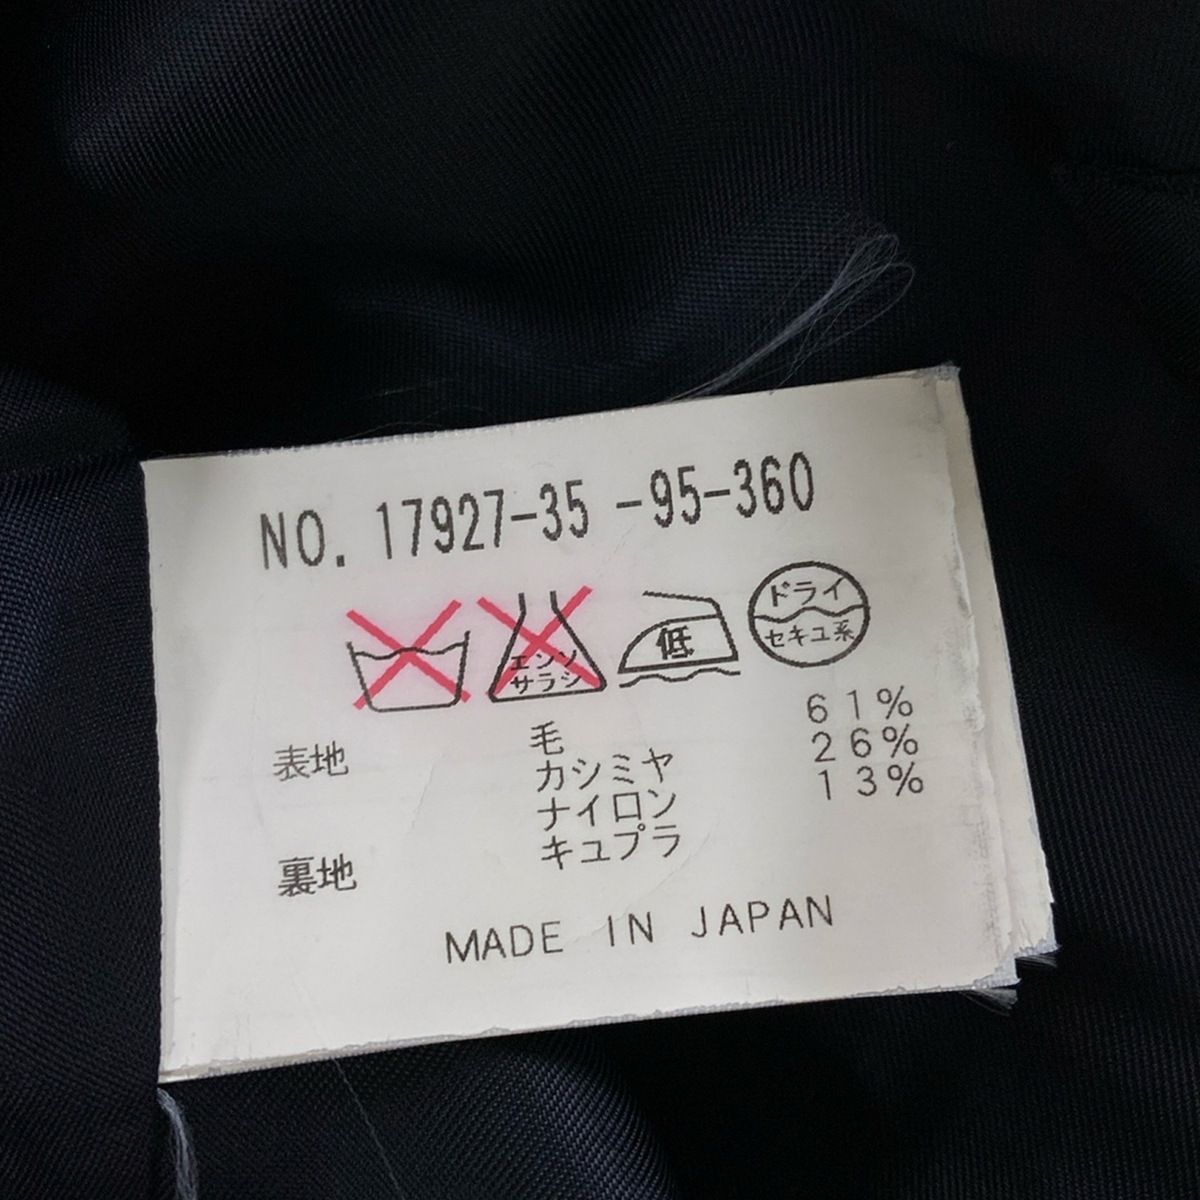 NO. 17927-35 -95-360
エンソ サラシ 低 ドライ セキユ系
表地 毛 61%
カシミヤ 26%
ナイロン 13%
裏地 キュプラ
MADE IN JAPAN